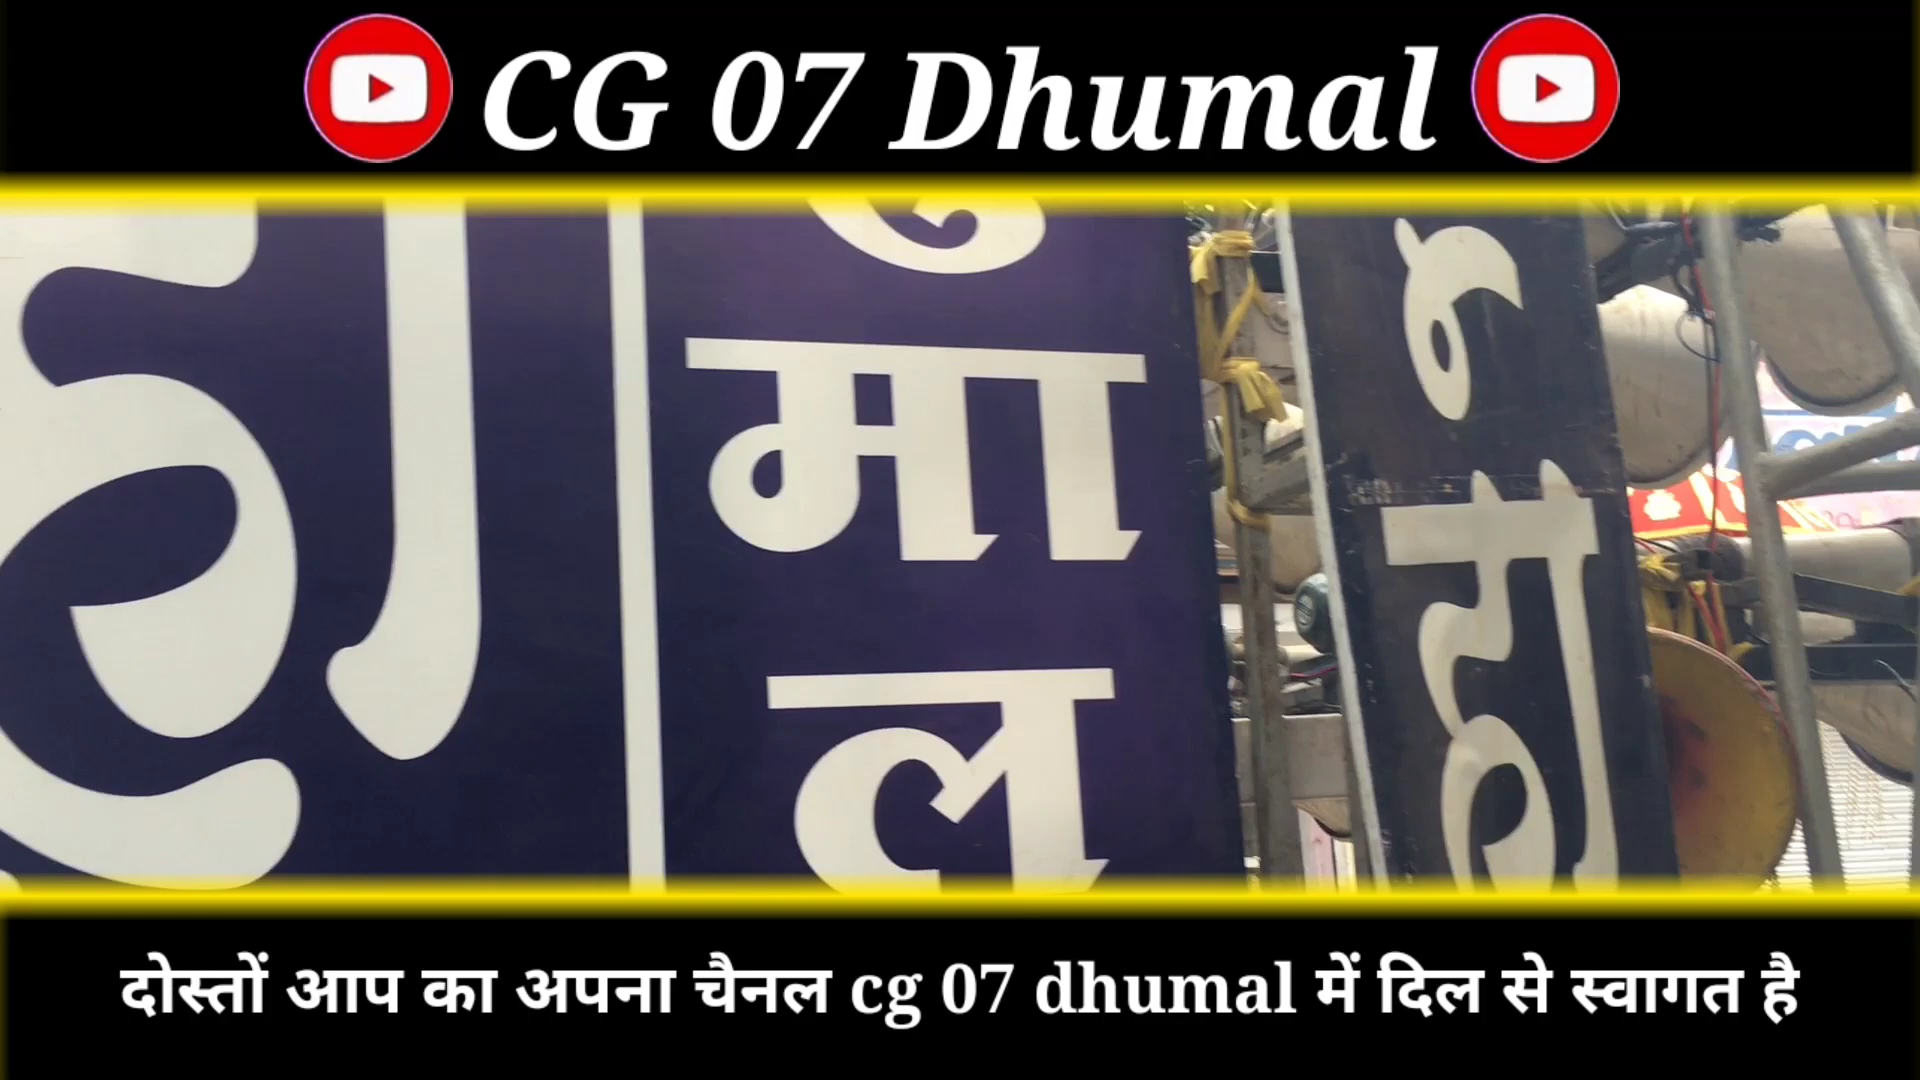 CG 07 Dhumal
मा
ल
दोस्तों आप का अपना चैनल cg 07 dhumal में दिल से स्वागत है